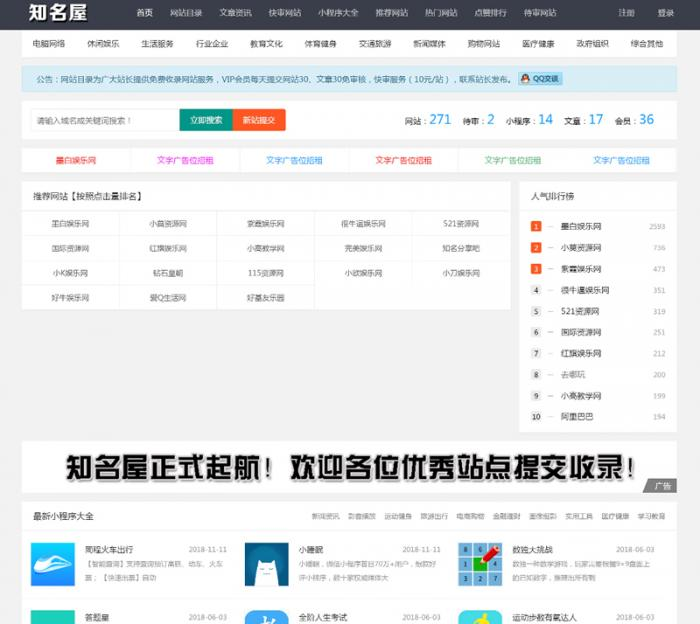 知名屋 首页 网站目录 文章资讯 快审网站 小程序大全 推荐网站 热门网站 点赞排行 待审网站 注册 登录
电脑网络 休闲娱乐 生活服务 行业企业 教育文化 体育健身 交通旅游 新闻媒体 购物网站 医疗健康 政府组织 综合其他
公告：网站目录为广大站长提供免费收录网站服务，VIP会员每天提交网站30、文章30免审核，快审服务（10元/站），联系站长发布。 QQ交谈
请输入域名或关键词搜索！ 立即搜索 新站提交 网站：271 待审：2 小程序：14 文章：17 会员：36
墨白娱乐网 文字广告位招租 文字广告位招租 文字广告位招租 文字广告位招租 文字广告位招租
推荐网站【按照点击量排名】
墨白娱乐网 小莫资源网 紫霞娱乐网 很牛逼娱乐网 521资源网
国际资源网 红旗娱乐网 小亮教学网 完美娱乐网 知名分享吧
小K娱乐网 钻石皇朝 115资源网 小欧娱乐网 小刀娱乐网
好牛娱乐网 爱Q生活网 好基友乐园
人气排行榜
1 墨白娱乐网 2593
2 小莫资源网 736
3 紫霞娱乐网 473
4 很牛逼娱乐网 351
5 521资源网 319
6 国际资源网 251
7 红旗娱乐网 212
8 去哪玩 200
9 小亮教学网 199
10 阿里巴巴 194
知名屋正式起航！欢迎各位优秀站点提交收录！
广告
最新小程序大全 新闻资讯 影音播放 运动健身 旅游出行 电商购物 金融理财 图像摄影 实用工具 医疗健康 学习教育
同程火车出行 2018-11-11
【智能查询】支持查询预订高铁、动车、火车
票； 【快速出票】自动
小睡眠 2018-11-11
小睡眠，微信小程序首日70万+用户，极致好
评小程序，数十家权威媒体大
数独大挑战 2018-06-03
数独一种数学游戏，玩家需要根据9×9盘面上
的已知数字，推理出所有剩
答题星 2018-06-03
全阶人生考试 2018-06-03
运动步数有氧达人 2018-06-03